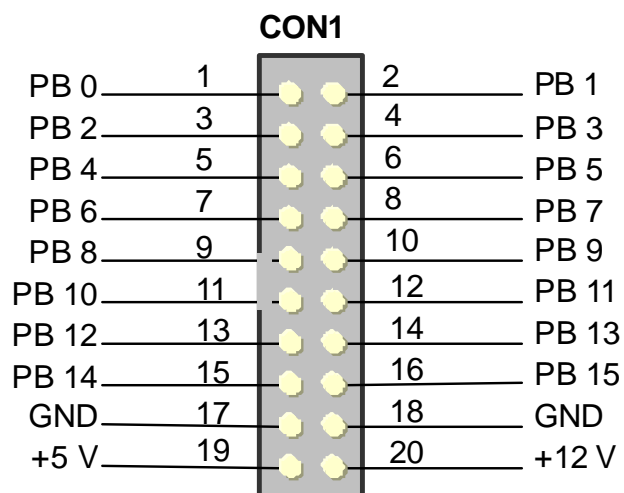 CON1
PB 0 1 2 PB 1
PB 2 3 4 PB 3
PB 4 5 6 PB 5
PB 6 7 8 PB 7
PB 8 9 10 PB 9
PB 10 11 12 PB 11
PB 12 13 14 PB 13
PB 14 15 16 PB 15
GND 17 18 GND
+5 V 19 20 +12 V